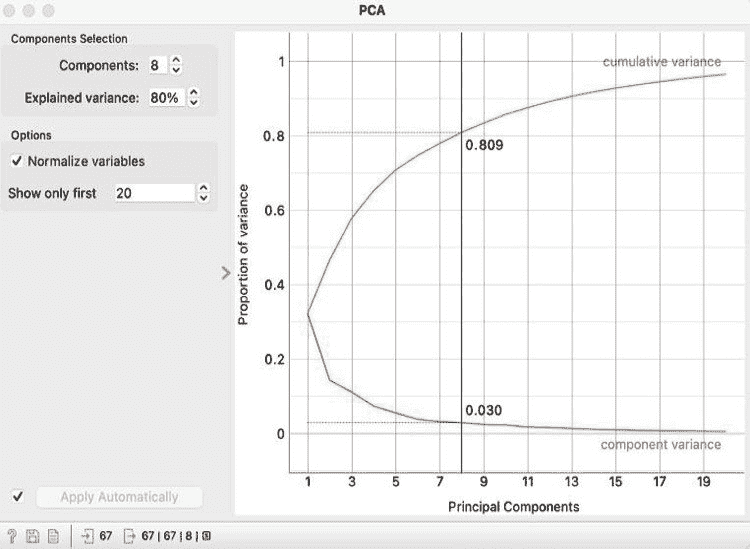 PCA
Components Selection
Components: 8
Explained variance: 80%
Options
Normalize variables
Show only first 20
Apply Automatically
Proportion of variance
1
0.8
0.6
0.4
0.2
0
cumulative variance
0.809
0.030
component variance
1 3 5 7 9 11 13 15 17 19
Principal Components
? 67 67 | 67 | 8 |